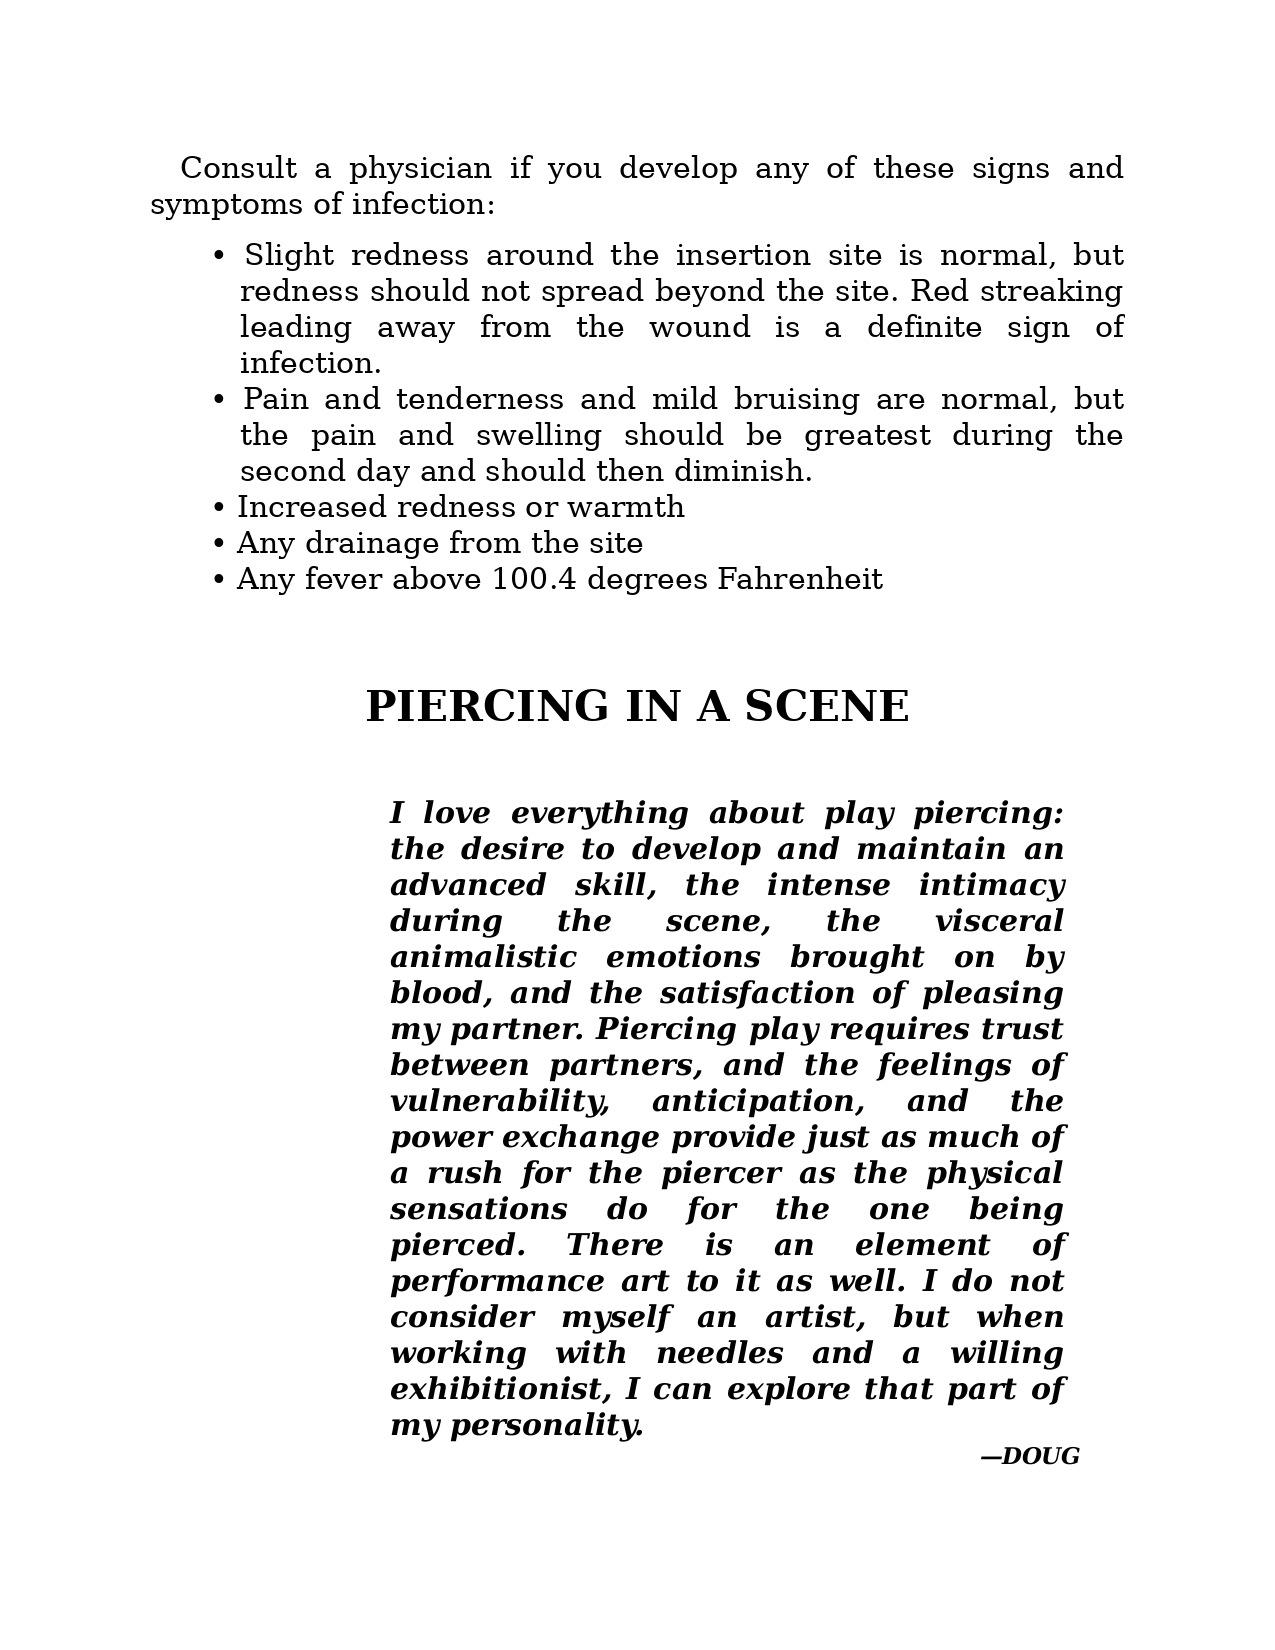 Consult a physician if you develop any of these signs and
symptoms of infection:
• Slight redness around the insertion site is normal, but
redness should not spread beyond the site. Red streaking
leading away from the wound is a definite sign of
infection.
• Pain and tenderness and mild bruising are normal, but
the pain and swelling should be greatest during the
second day and should then diminish.
• Increased redness or warmth
• Any drainage from the site
• Any fever above 100.4 degrees Fahrenheit
PIERCING IN A SCENE
I love everything about play piercing:
the desire to develop and maintain an
advanced skill, the intense intimacy
during the scene, the visceral
animalistic emotions brought on by
blood, and the satisfaction of pleasing
my partner. Piercing play requires trust
between partners, and the feelings of
vulnerability, anticipation, and the
power exchange provide just as much of
a rush for the piercer as the physical
sensations do for the one being
pierced. There is an element of
performance art to it as well. I do not
consider myself an artist, but when
working with needles and a willing
exhibitionist, I can explore that part of
my personality.
—DOUG